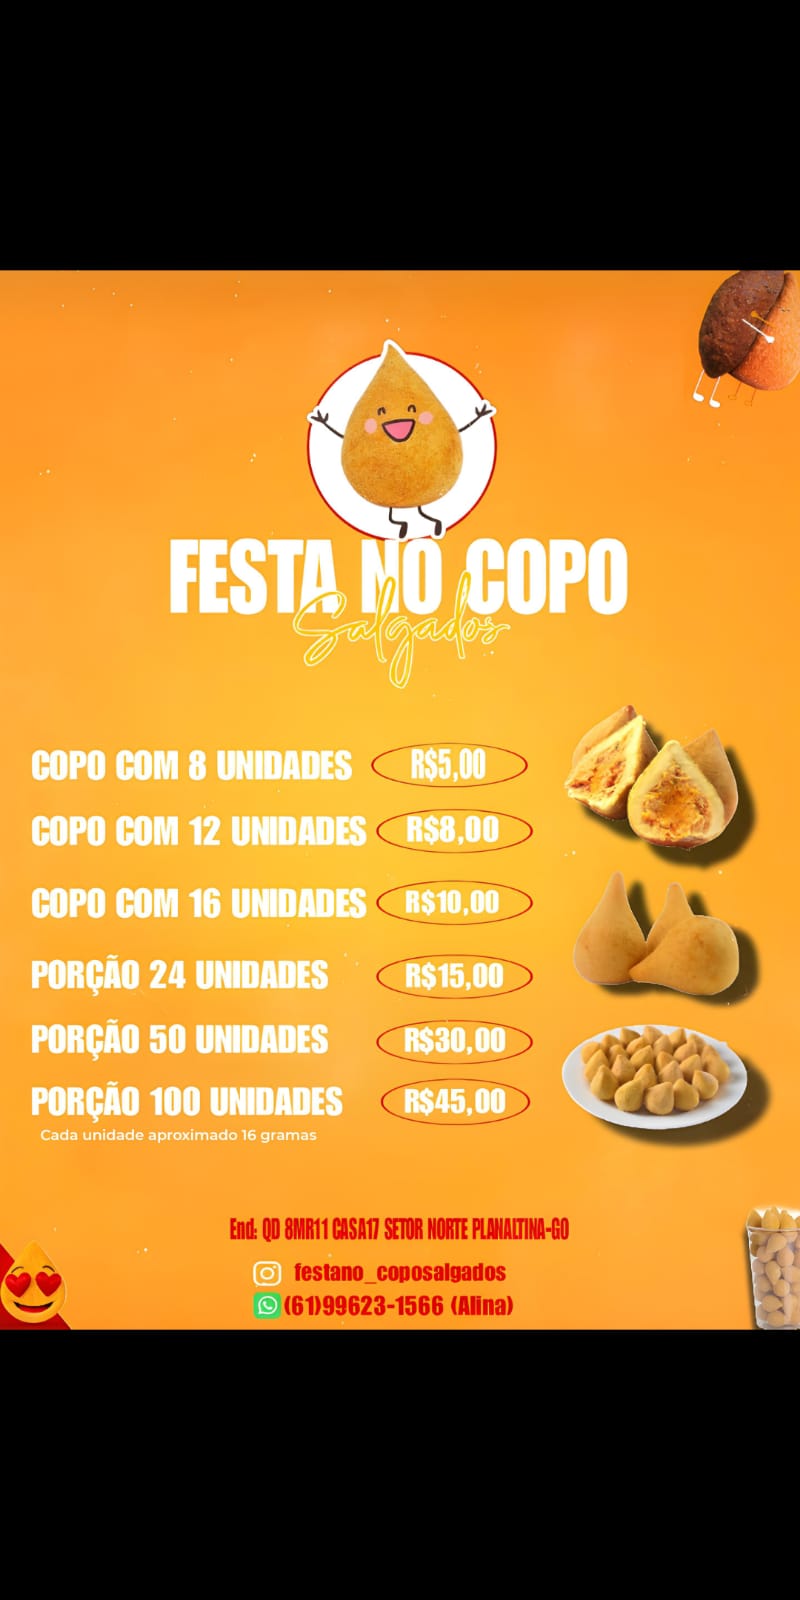 FESTA NO COPO
Salgados
COPO COM 8 UNIDADES R$5,00
COPO COM 12 UNIDADES R$8,00
COPO COM 16 UNIDADES R$10,00
PORÇÃO 24 UNIDADES R$15,00
PORÇÃO 50 UNIDADES R$30,00
PORÇÃO 100 UNIDADES R$45,00
Cada unidade aproximado 16 gramas
End: QD 8MR11 CASA17 SETOR NORTE PLANALTINA-GO
festano_coposalgados
(61)99623-1566 (Alina)